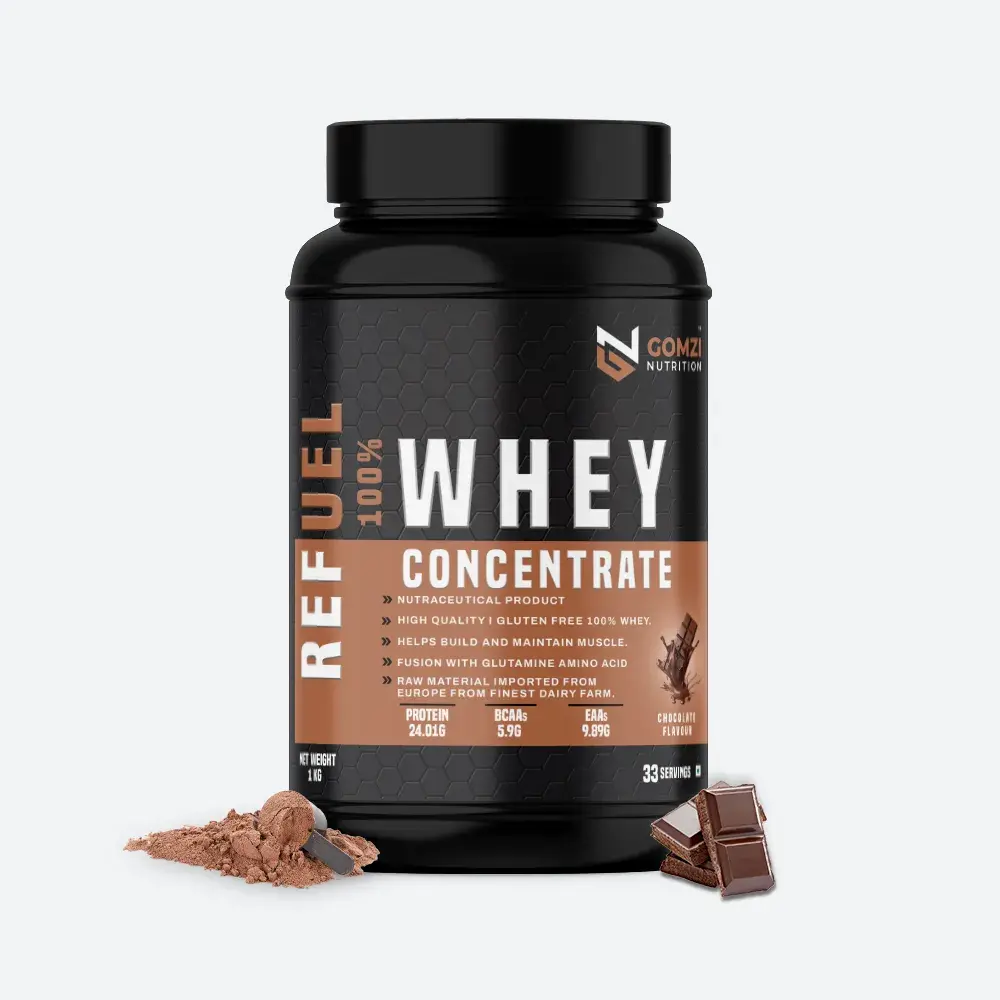 GOMZI
NUTRITION
REFUEL
100%
WHEY
CONCENTRATE
» NUTRACEUTICAL PRODUCT
» HIGH QUALITY | GLUTEN FREE 100% WHEY.
» HELPS BUILD AND MAINTAIN MUSCLE.
» FUSION WITH GLUTAMINE AMINO ACID
» RAW MATERIAL IMPORTED FROM
EUROPE FROM FINEST DAIRY FARM.
PROTEIN
24.01G
BCAAs
5.9G
EAAs
9.89G
CHOCOLATE
FLAVOUR
NET WEIGHT
1 KG
33 SERVINGS